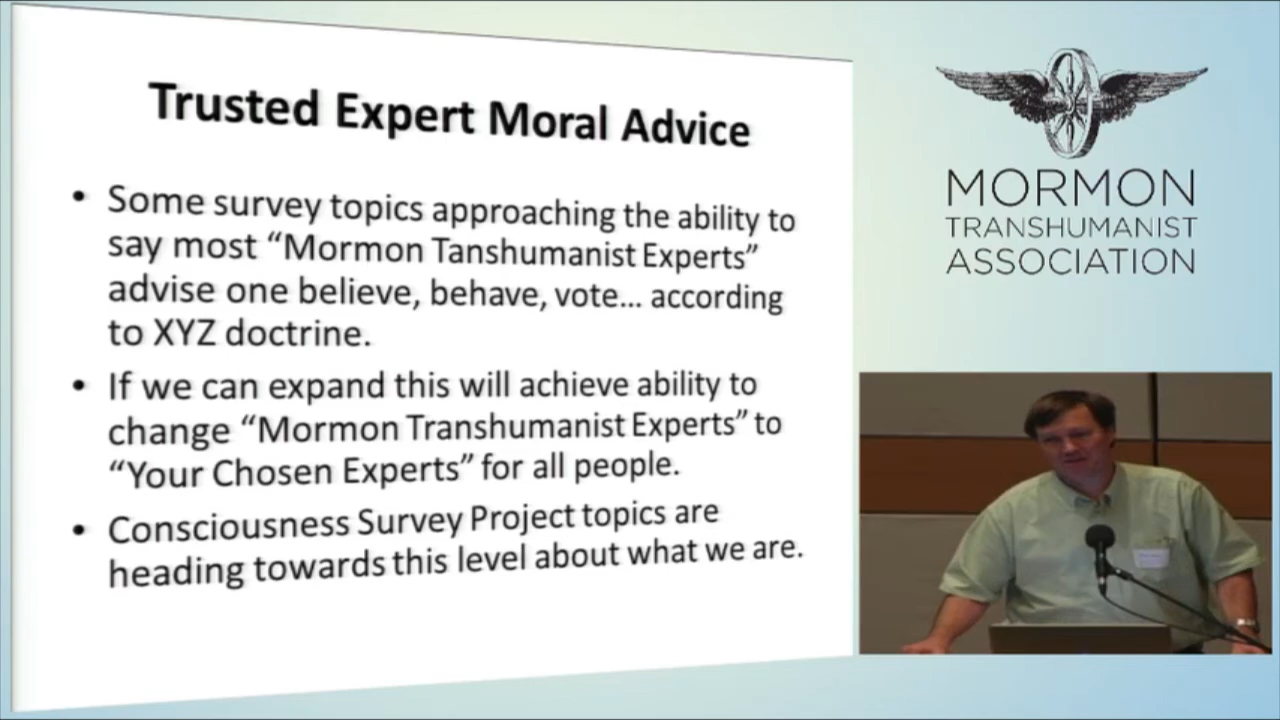 Trusted Expert Moral Advice
• Some survey topics approaching the ability to
say most “Mormon Tanshumanist Experts”
advise one believe, behave, vote... according
to XYZ doctrine.
• If we can expand this will achieve ability to
change “Mormon Transhumanist Experts” to
“Your Chosen Experts” for all people.
• Consciousness Survey Project topics are
heading towards this level about what we are.
MORMON
TRANSHUMANIST
ASSOCIATION